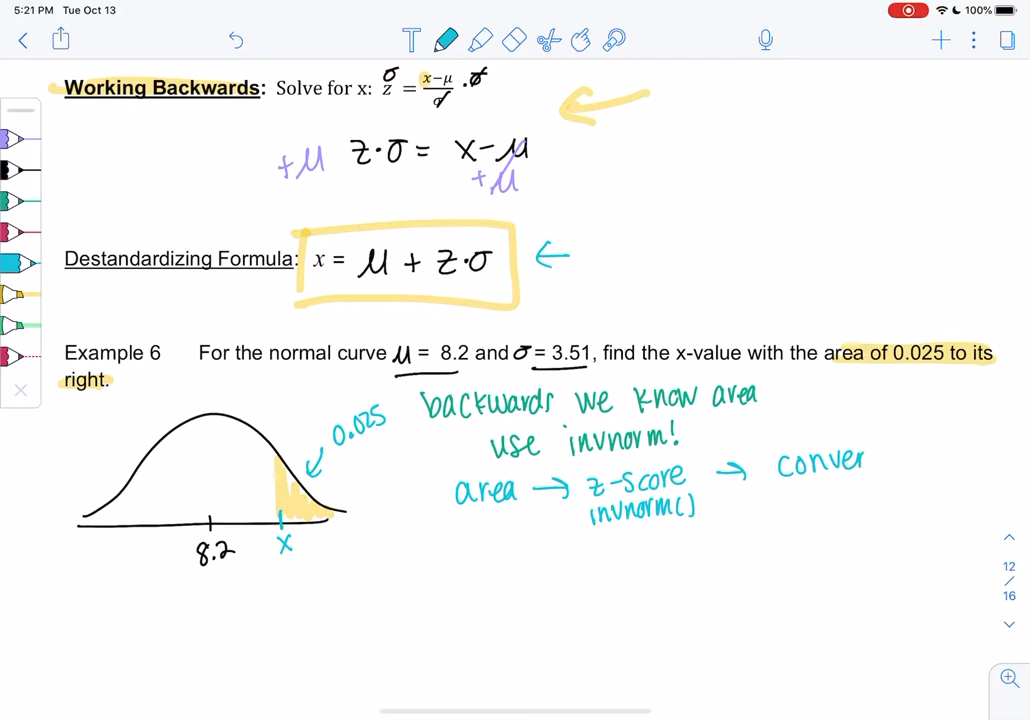 5:21 PM Tue Oct 13 100%
σ
Working Backwards: Solve for x: z = x-μ/σ · σ
z·σ = x-μ
+μ +μ
Destandardizing Formula: x = μ + z·σ
Example 6 For the normal curve μ = 8.2 and σ = 3.51, find the x-value with the area of 0.025 to its
right.
backwards we know area
0.025
use invnorm!
area → z-score → conver
invnorm()
8.2 x
12
/
16